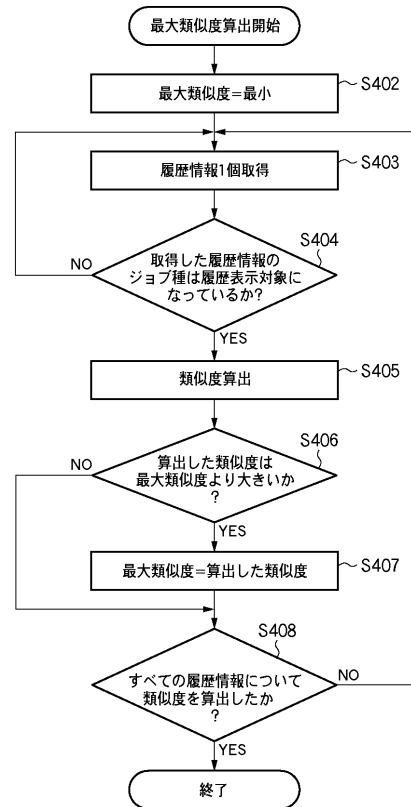 最大類似度算出開始
最大類似度=最小
S402
履歴情報1個取得
S403
S404
取得した履歴情報の
ジョブ種は履歴表示対象に
なっているか?
NO
YES
類似度算出
S405
S406
算出した類似度は
最大類似度より大きいか
?
NO
YES
最大類似度=算出した類似度
S407
S408
すべての履歴情報について
類似度を算出したか
?
NO
YES
終了